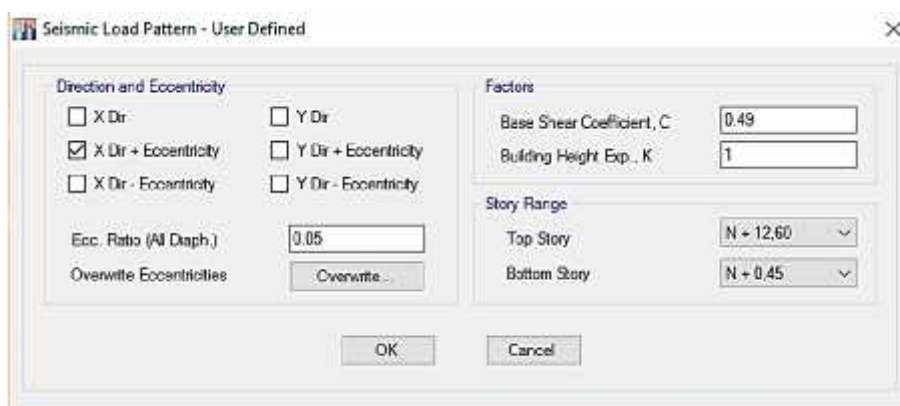 Seismic Load Pattern - User Defined
Direction and Eccentricity
X Dir
Y Dir
X Dir + Eccentricity
Y Dir + Eccentricity
X Dir - Eccentricity
Y Dir - Eccentricity
Ecc. Ratio (All Diaph.)
0.05
Overwrite Eccentricities
Overwrite...
Factors
Base Shear Coefficient, C
0.49
Building Height Exp., K
1
Story Range
Top Story
N + 12,60
Bottom Story
N + 0,45
OK
Cancel